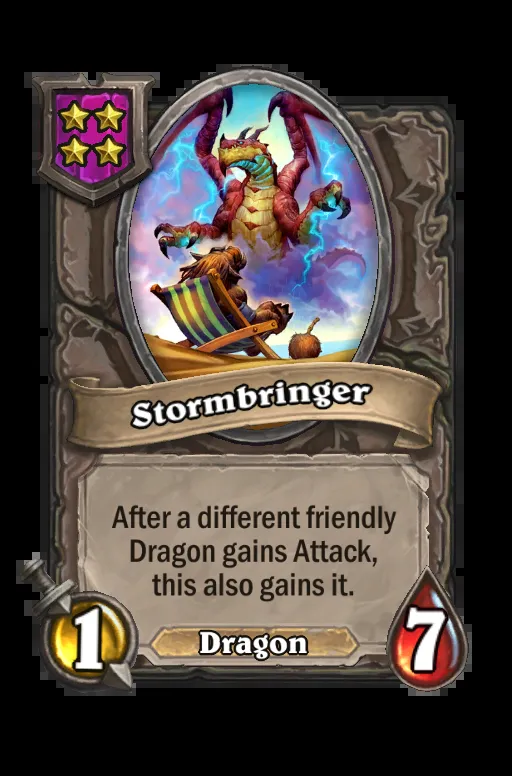 Stormbringer
After a different friendly
Dragon gains Attack,
this also gains it.
1
Dragon
7